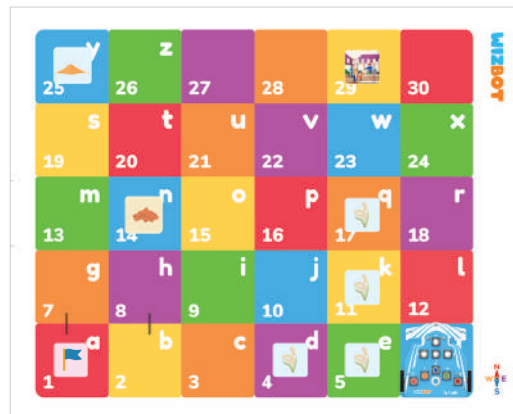 y z
25 26 27 28 29 30
WIZBOT
s t u v w x
19 20 21 22 23 24
m n o p q r
13 14 15 16 17 18
g h i j k l
7 8 9 10 11 12
a b c d e
1 2 3 4 5
N
W E
S